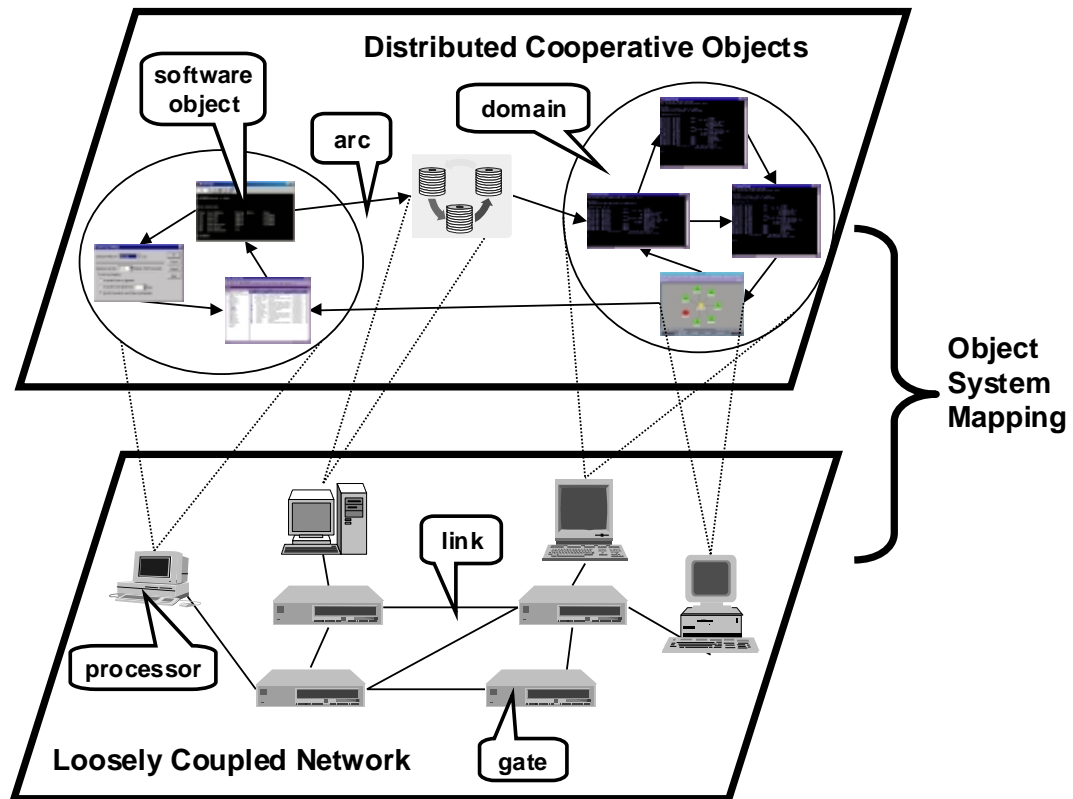 Distributed Cooperative Objects
software
object
arc
domain
Object
System
Mapping
link
processor
gate
Loosely Coupled Network